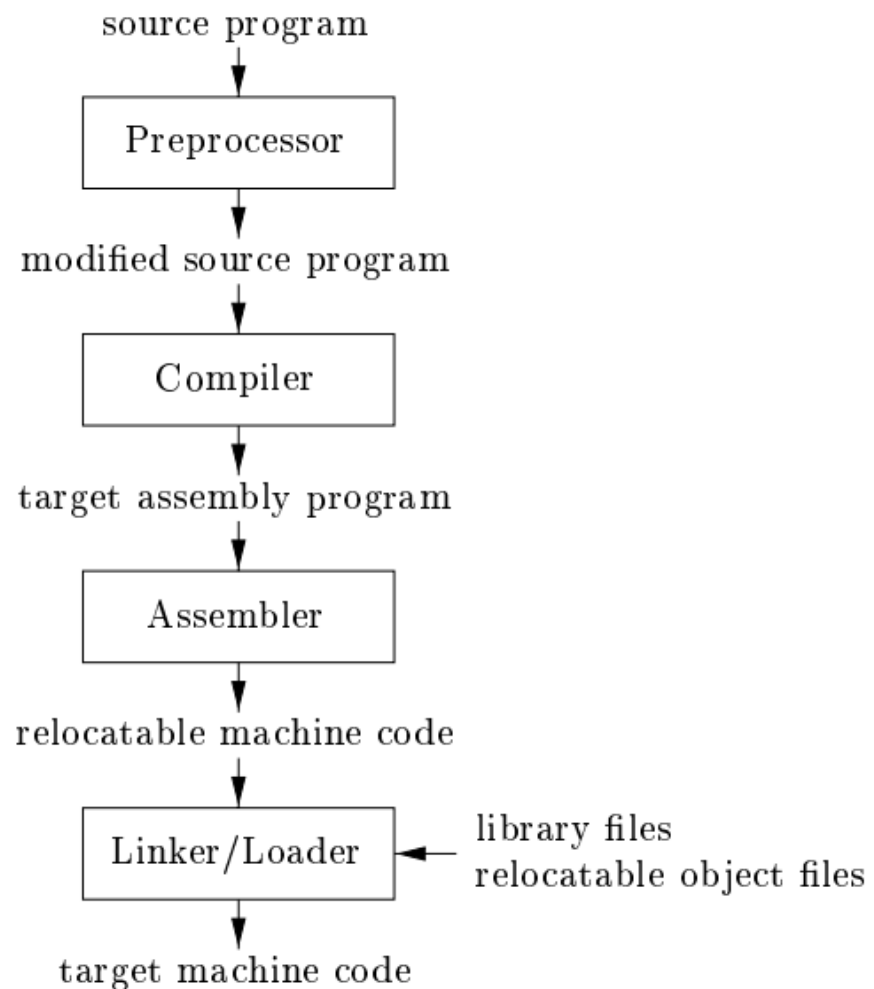 source program
Preprocessor
modified source program
Compiler
target assembly program
Assembler
relocatable machine code
Linker/Loader
library files
relocatable object files
target machine code